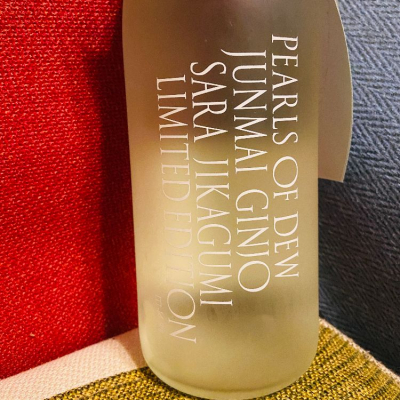 PEARLS OF DEW
JUNMAI GINJO
SARA JIKAGUMI
LIMITED EDITION